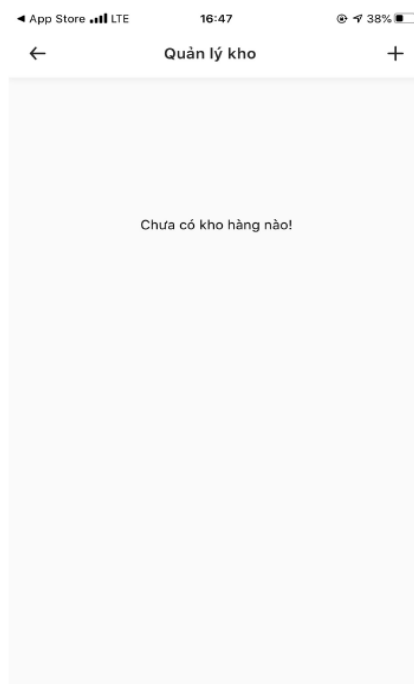 App Store LTE 16:47 38%
Quản lý kho
Chưa có kho hàng nào!